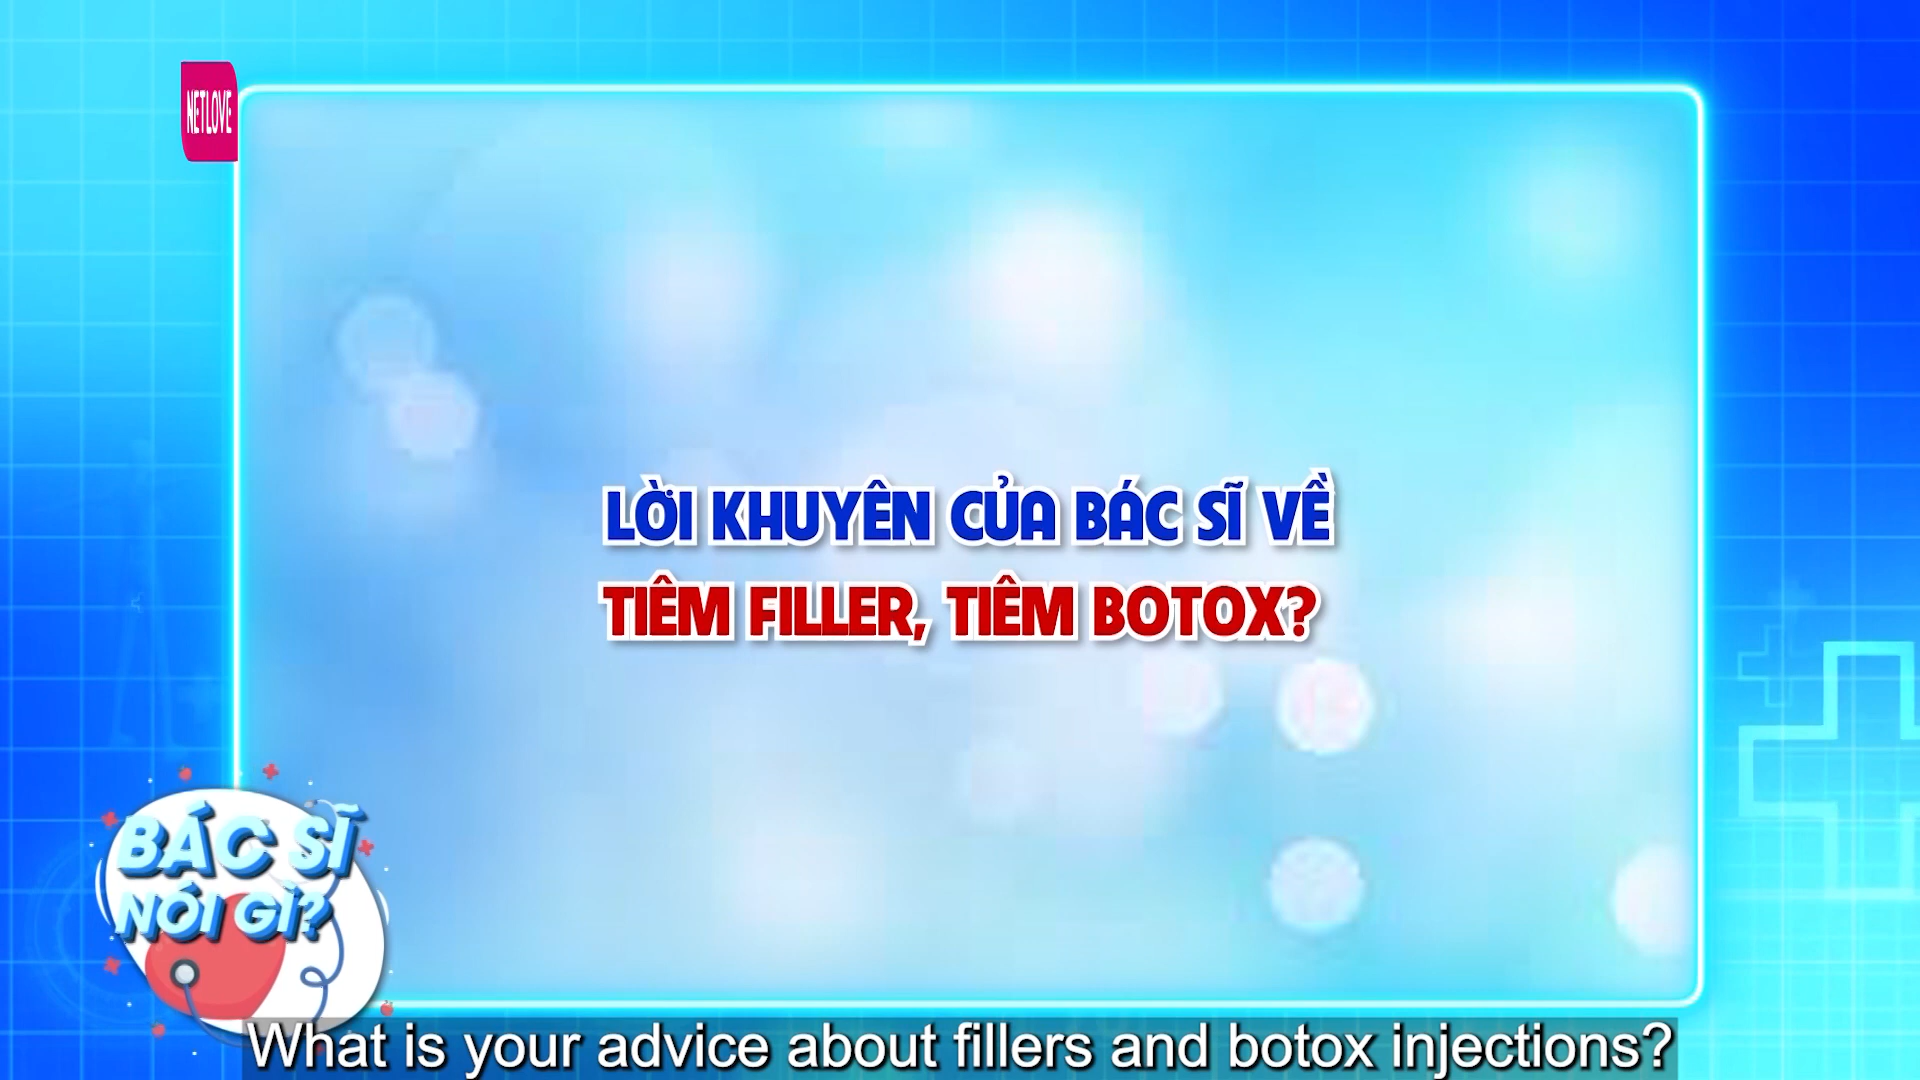 NETLOVE
LỜI KHUYÊN CỦA BÁC SĨ VỀ
TIÊM FILLER, TIÊM BOTOX?
BÁC SĨ
NÓI GÌ?
What is your advice about fillers and botox injections?